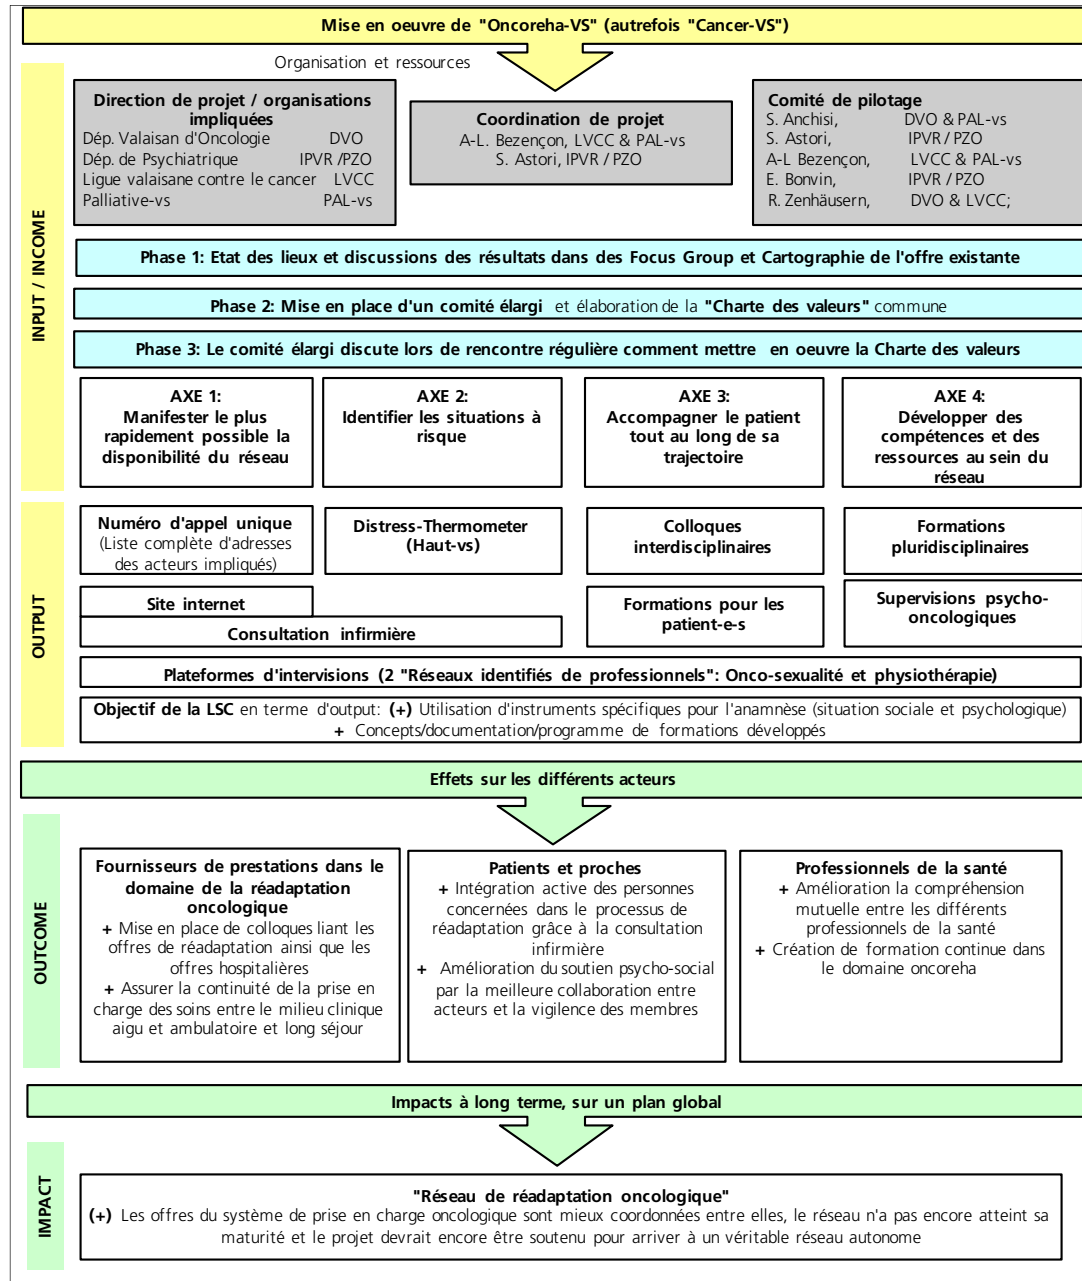 Mise en oeuvre de "Oncoreha-VS" (autrefois "Cancer-VS")
Organisation et ressources
INPUT / INCOME
Direction de projet / organisations
impliquées
Dép. Valaisan d'Oncologie DVO
Dép. de Psychiatrique IPVR /PZO
Ligue valaisane contre le cancer LVCC
Palliative-vs PAL-vs
Coordination de projet
A-L. Bezençon, LVCC & PAL-vs
S. Astori, IPVR / PZO
Comité de pilotage
S. Anchisi, DVO & PAL-vs
S. Astori, IPVR / PZO
A-L Bezençon, LVCC & PAL-vs
E. Bonvin, IPVR / PZO
R. Zenhäusern, DVO & LVCC;
Phase 1: Etat des lieux et discussions des résultats dans des Focus Group et Cartographie de l'offre existante
Phase 2: Mise en place d'un comité élargi et élaboration de la "Charte des valeurs" commune
Phase 3: Le comité élargi discute lors de rencontre régulière comment mettre en oeuvre la Charte des valeurs
AXE 1:
Manifester le plus
rapidement possible la
disponibilité du réseau
AXE 2:
Identifier les situations à
risque
AXE 3:
Accompagner le patient
tout au long de sa
trajectoire
AXE 4:
Développer des
compétences et des
ressources au sein du
réseau
OUTPUT
Numéro d'appel unique
(Liste complète d'adresses
des acteurs impliqués)
Distress-Thermometer
(Haut-vs)
Colloques
interdisciplinaires
Formations
pluridisciplinaires
Site internet
Consultation infirmière
Formations pour les
patient-e-s
Supervisions psycho-
oncologiques
Plateformes d'intervisions (2 "Réseaux identifiés de professionnels": Onco-sexualité et physiothérapie)
Objectif de la LSC en terme d'output: (+) Utilisation d'instruments spécifiques pour l'anamnèse (situation sociale et psychologique)
+ Concepts/documentation/programme de formations développés
Effets sur les différents acteurs
OUTCOME
Fournisseurs de prestations dans le
domaine de la réadaptation
oncologique
+ Mise en place de colloques liant les
offres de réadaptation ainsi que les
offres hospitalières
+ Assurer la continuité de la prise en
charge des soins entre le milieu clinique
aigu et ambulatoire et long séjour
Patients et proches
+ Intégration active des personnes
concernées dans le processus de
réadaptation grâce à la consultation
infirmière
+ Amélioration du soutien psycho-social
par la meilleure collaboration entre
acteurs et la vigilence des membres
Professionnels de la santé
+ Amélioration la compréhension
mutuelle entre les différents
professionnels de la santé
+ Création de formation continue dans
le domaine oncoreha
Impacts à long terme, sur un plan global
IMPACT
"Réseau de réadaptation oncologique"
(+) Les offres du système de prise en charge oncologique sont mieux coordonnées entre elles, le réseau n'a pas encore atteint sa
maturité et le projet devrait encore être soutenu pour arriver à un véritable réseau autonome